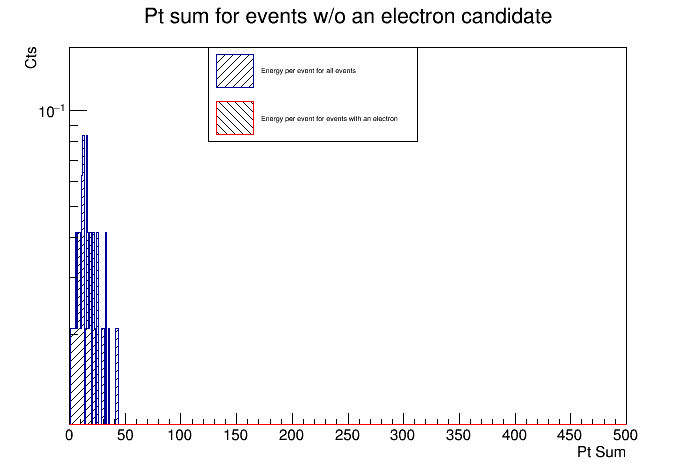 Pt sum for events w/o an electron candidate
Cts
Energy per event for all events
Energy per event for events with an electron
10⁻¹
0 50 100 150 200 250 300 350 400 450 500
Pt Sum